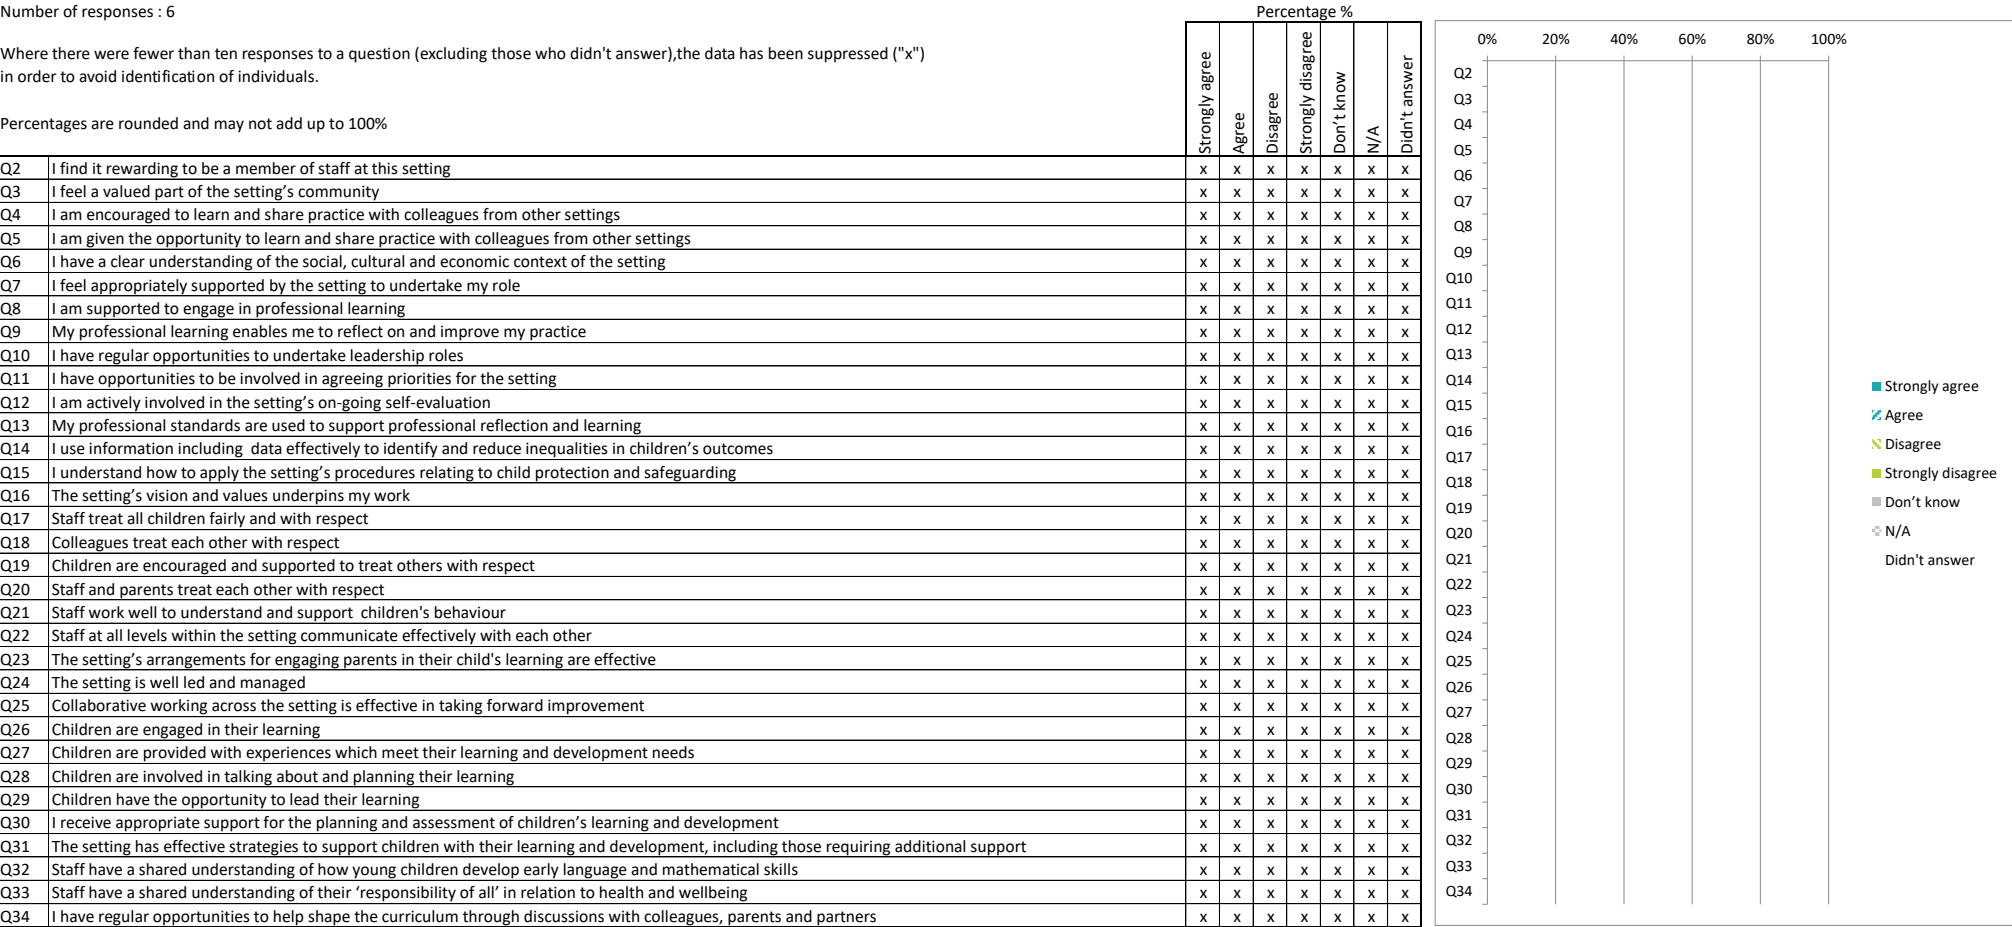 Number of responses : 6
Percentage %
Where there were fewer than ten responses to a question (excluding those who didn't answer),the data has been suppressed ("x")
in order to avoid identification of individuals.
Percentages are rounded and may not add up to 100%
Strongly agree
Agree
Disagree
Strongly disagree
Don’t know
N/A
Didn't answer
Q2 I find it rewarding to be a member of staff at this setting x x x x x x x
Q3 I feel a valued part of the setting’s community x x x x x x x
Q4 I am encouraged to learn and share practice with colleagues from other settings x x x x x x x
Q5 I am given the opportunity to learn and share practice with colleagues from other settings x x x x x x x
Q6 I have a clear understanding of the social, cultural and economic context of the setting x x x x x x x
Q7 I feel appropriately supported by the setting to undertake my role x x x x x x x
Q8 I am supported to engage in professional learning x x x x x x x
Q9 My professional learning enables me to reflect on and improve my practice x x x x x x x
Q10 I have regular opportunities to undertake leadership roles x x x x x x x
Q11 I have opportunities to be involved in agreeing priorities for the setting x x x x x x x
Q12 I am actively involved in the setting’s on-going self-evaluation x x x x x x x
Q13 My professional standards are used to support professional reflection and learning x x x x x x x
Q14 I use information including  data effectively to identify and reduce inequalities in children’s outcomes x x x x x x x
Q15 I understand how to apply the setting’s procedures relating to child protection and safeguarding x x x x x x x
Q16 The setting’s vision and values underpins my work x x x x x x x
Q17 Staff treat all children fairly and with respect x x x x x x x
Q18 Colleagues treat each other with respect x x x x x x x
Q19 Children are encouraged and supported to treat others with respect x x x x x x x
Q20 Staff and parents treat each other with respect x x x x x x x
Q21 Staff work well to understand and support  children's behaviour x x x x x x x
Q22 Staff at all levels within the setting communicate effectively with each other x x x x x x x
Q23 The setting’s arrangements for engaging parents in their child's learning are effective x x x x x x x
Q24 The setting is well led and managed x x x x x x x
Q25 Collaborative working across the setting is effective in taking forward improvement x x x x x x x
Q26 Children are engaged in their learning x x x x x x x
Q27 Children are provided with experiences which meet their learning and development needs x x x x x x x
Q28 Children are involved in talking about and planning their learning x x x x x x x
Q29 Children have the opportunity to lead their learning x x x x x x x
Q30 I receive appropriate support for the planning and assessment of children’s learning and development x x x x x x x
Q31 The setting has effective strategies to support children with their learning and development, including those requiring additional support x x x x x x x
Q32 Staff have a shared understanding of how young children develop early language and mathematical skills x x x x x x x
Q33 Staff have a shared understanding of their ‘responsibility of all’ in relation to health and wellbeing x x x x x x x
Q34 I have regular opportunities to help shape the curriculum through discussions with colleagues, parents and partners x x x x x x x
0% 20% 40% 60% 80% 100%
Q2
Q3
Q4
Q5
Q6
Q7
Q8
Q9
Q10
Q11
Q12
Q13
Q14
Q15
Q16
Q17
Q18
Q19
Q20
Q21
Q22
Q23
Q24
Q25
Q26
Q27
Q28
Q29
Q30
Q31
Q32
Q33
Q34
Strongly agree
Agree
Disagree
Strongly disagree
Don’t know
N/A
Didn't answer